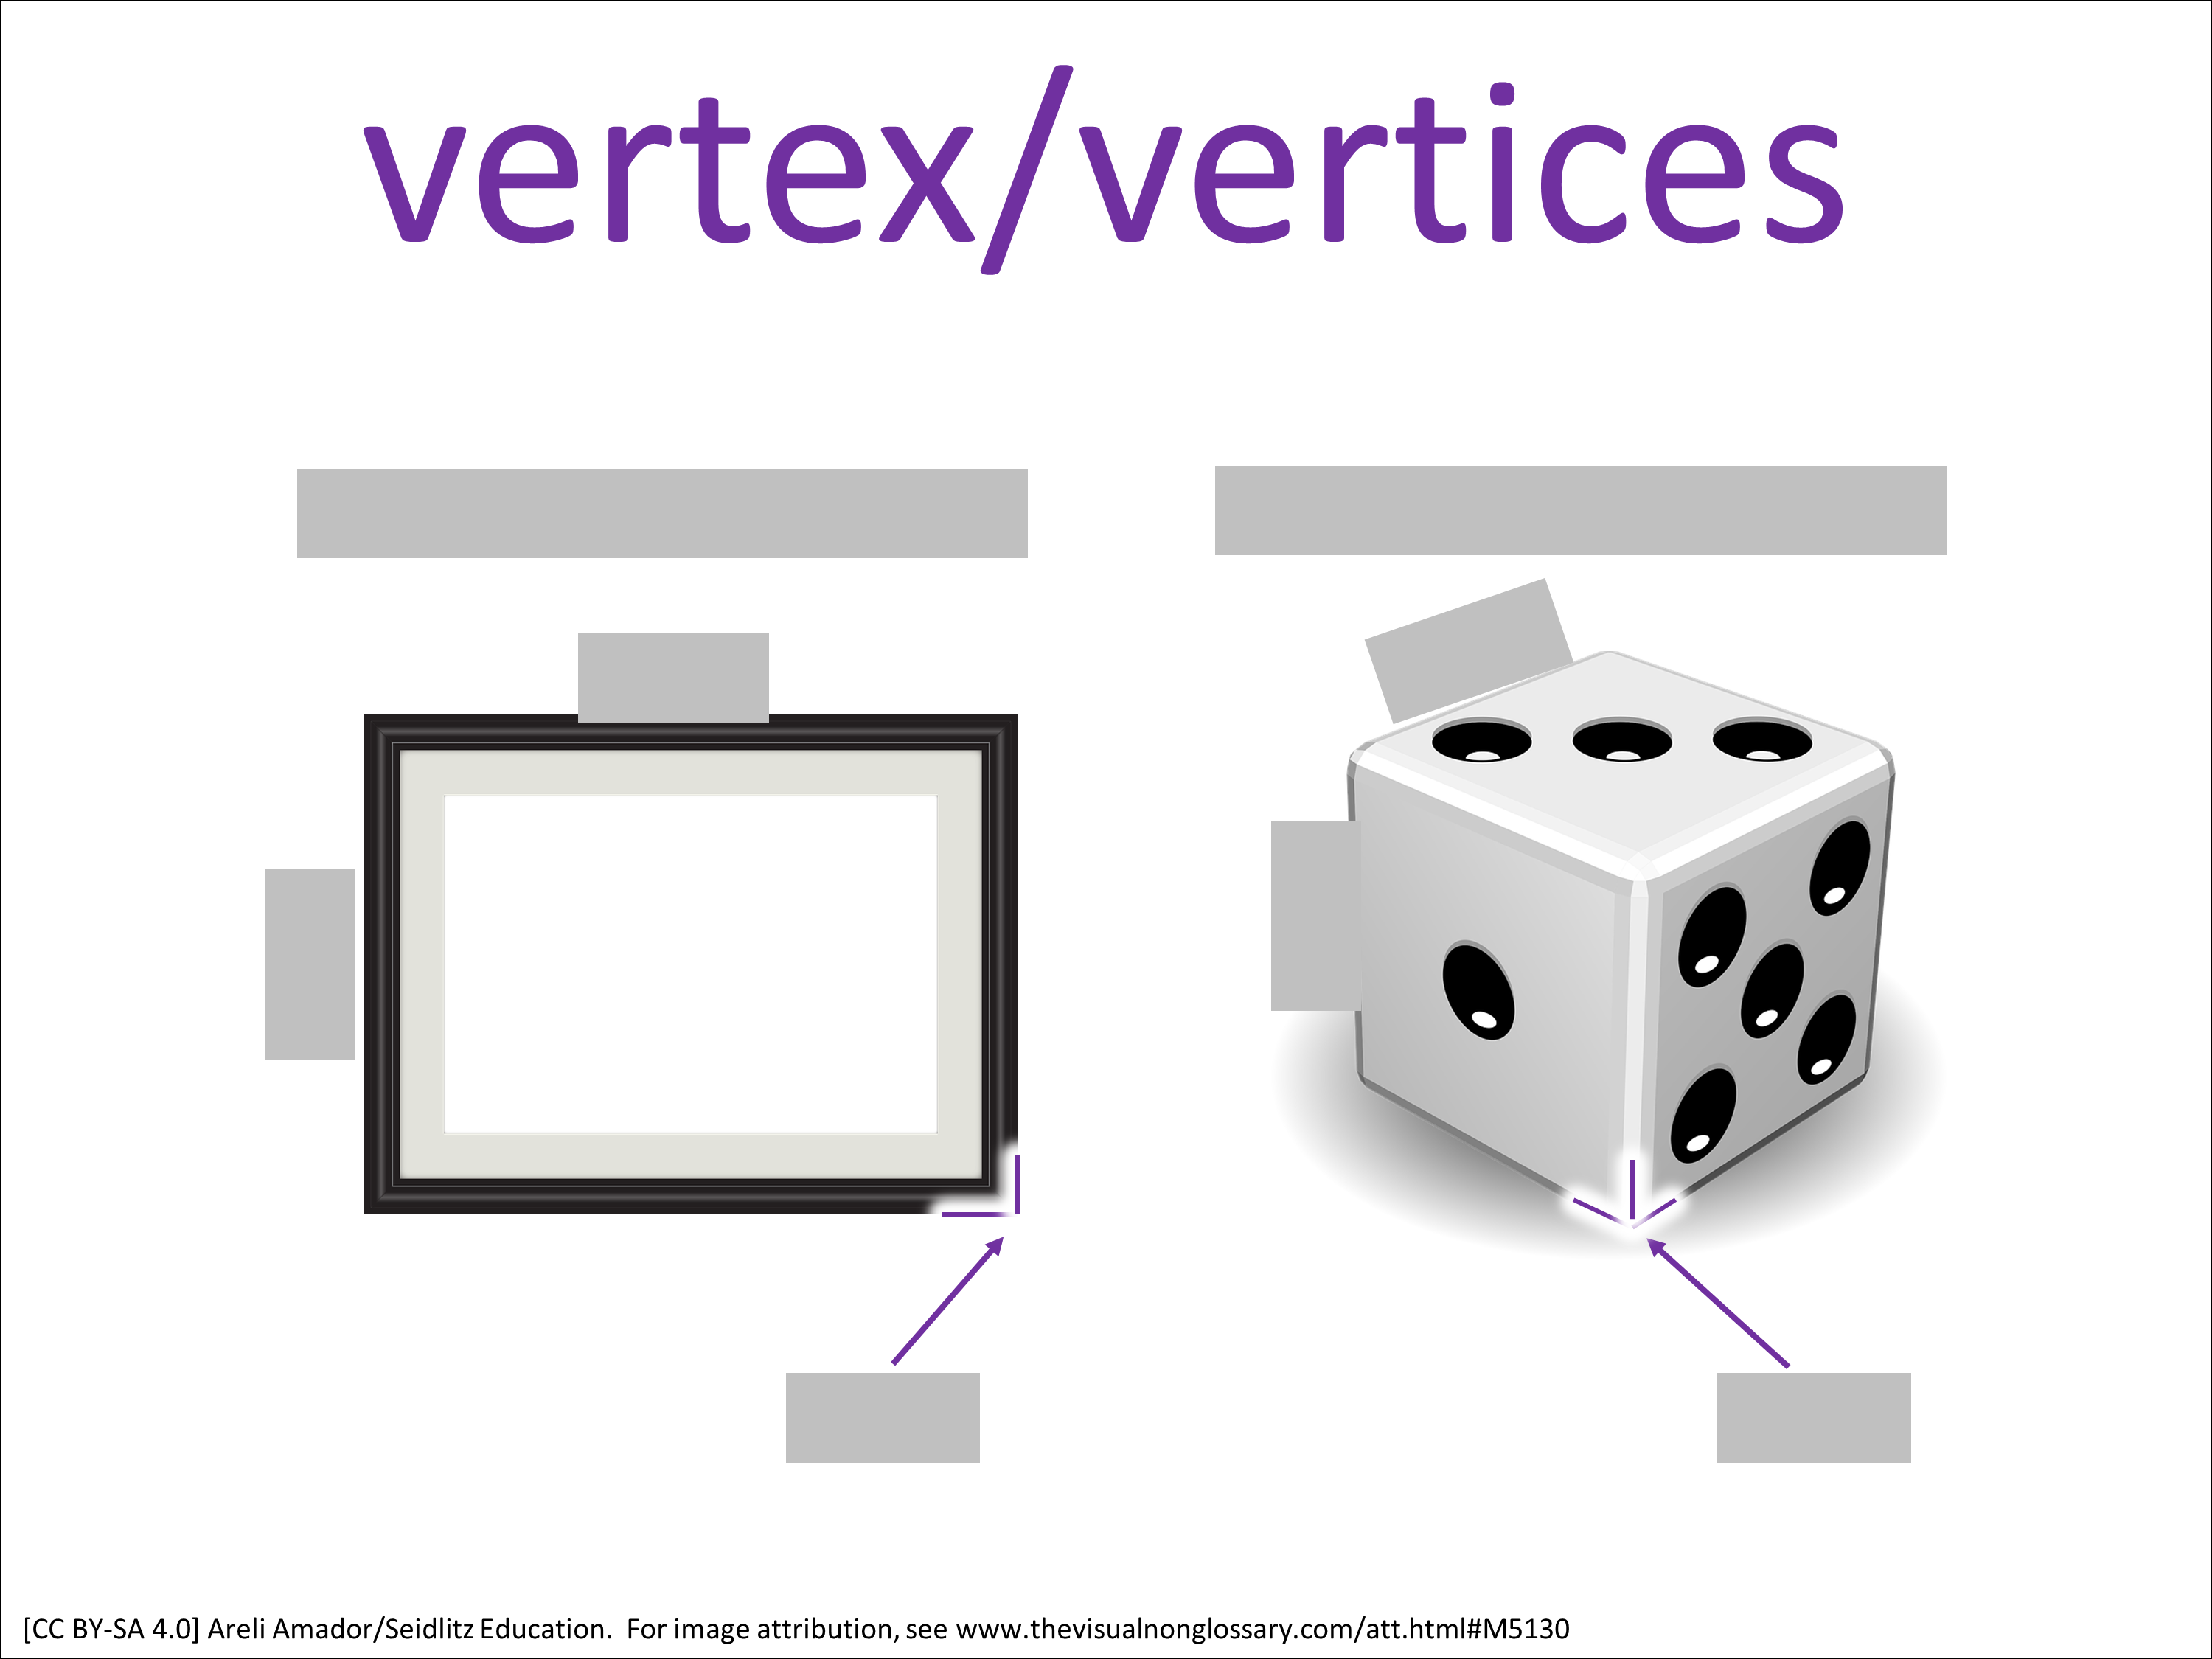 vertex/vertices
[CC BY-SA 4.0] Areli Amador/Seidlitz Education.  For image attribution, see www.thevisualnonglossary.com/att.html#M5130